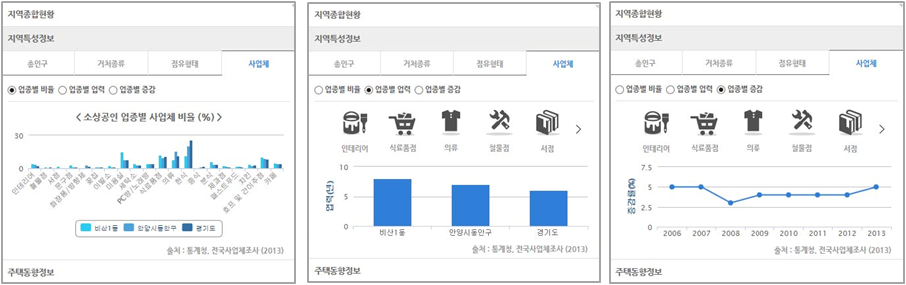 지역종합현황
지역특성정보
총인구 거처종류 점유형태 사업체
업종별 비율 업종별 업력 업종별 증감
< 소상공인 업종별 사업체 비율 (%) >
30
0
인테리어 철물점 서점 문구점 화장품/방향제 꽃집 이발소 미용실 세탁소 PC방/노래방 식료품점 의류 한식 중식 분식 제과점 패스트푸드 치킨 호프 및 간이주점 카페
비산1동 안양시동안구 경기도
출처 : 통계청, 전국사업체조사 (2013)
주택동향정보
지역종합현황
지역특성정보
총인구 거처종류 점유형태 사업체
업종별 비율 업종별 업력 업종별 증감
인테리어 식료품점 의류 철물점 서점
업력(년)
10
5
0
비산1동 안양시동안구 경기도
출처 : 통계청, 전국사업체조사 (2013)
주택동향정보
지역종합현황
지역특성정보
총인구 거처종류 점유형태 사업체
업종별 비율 업종별 업력 업종별 증감
인테리어 식료품점 의류 철물점 서점
증감률(%)
7.5
5
2.5
0
2006 2007 2008 2009 2010 2011 2012 2013
출처 : 통계청, 전국사업체조사 (2013)
주택동향정보